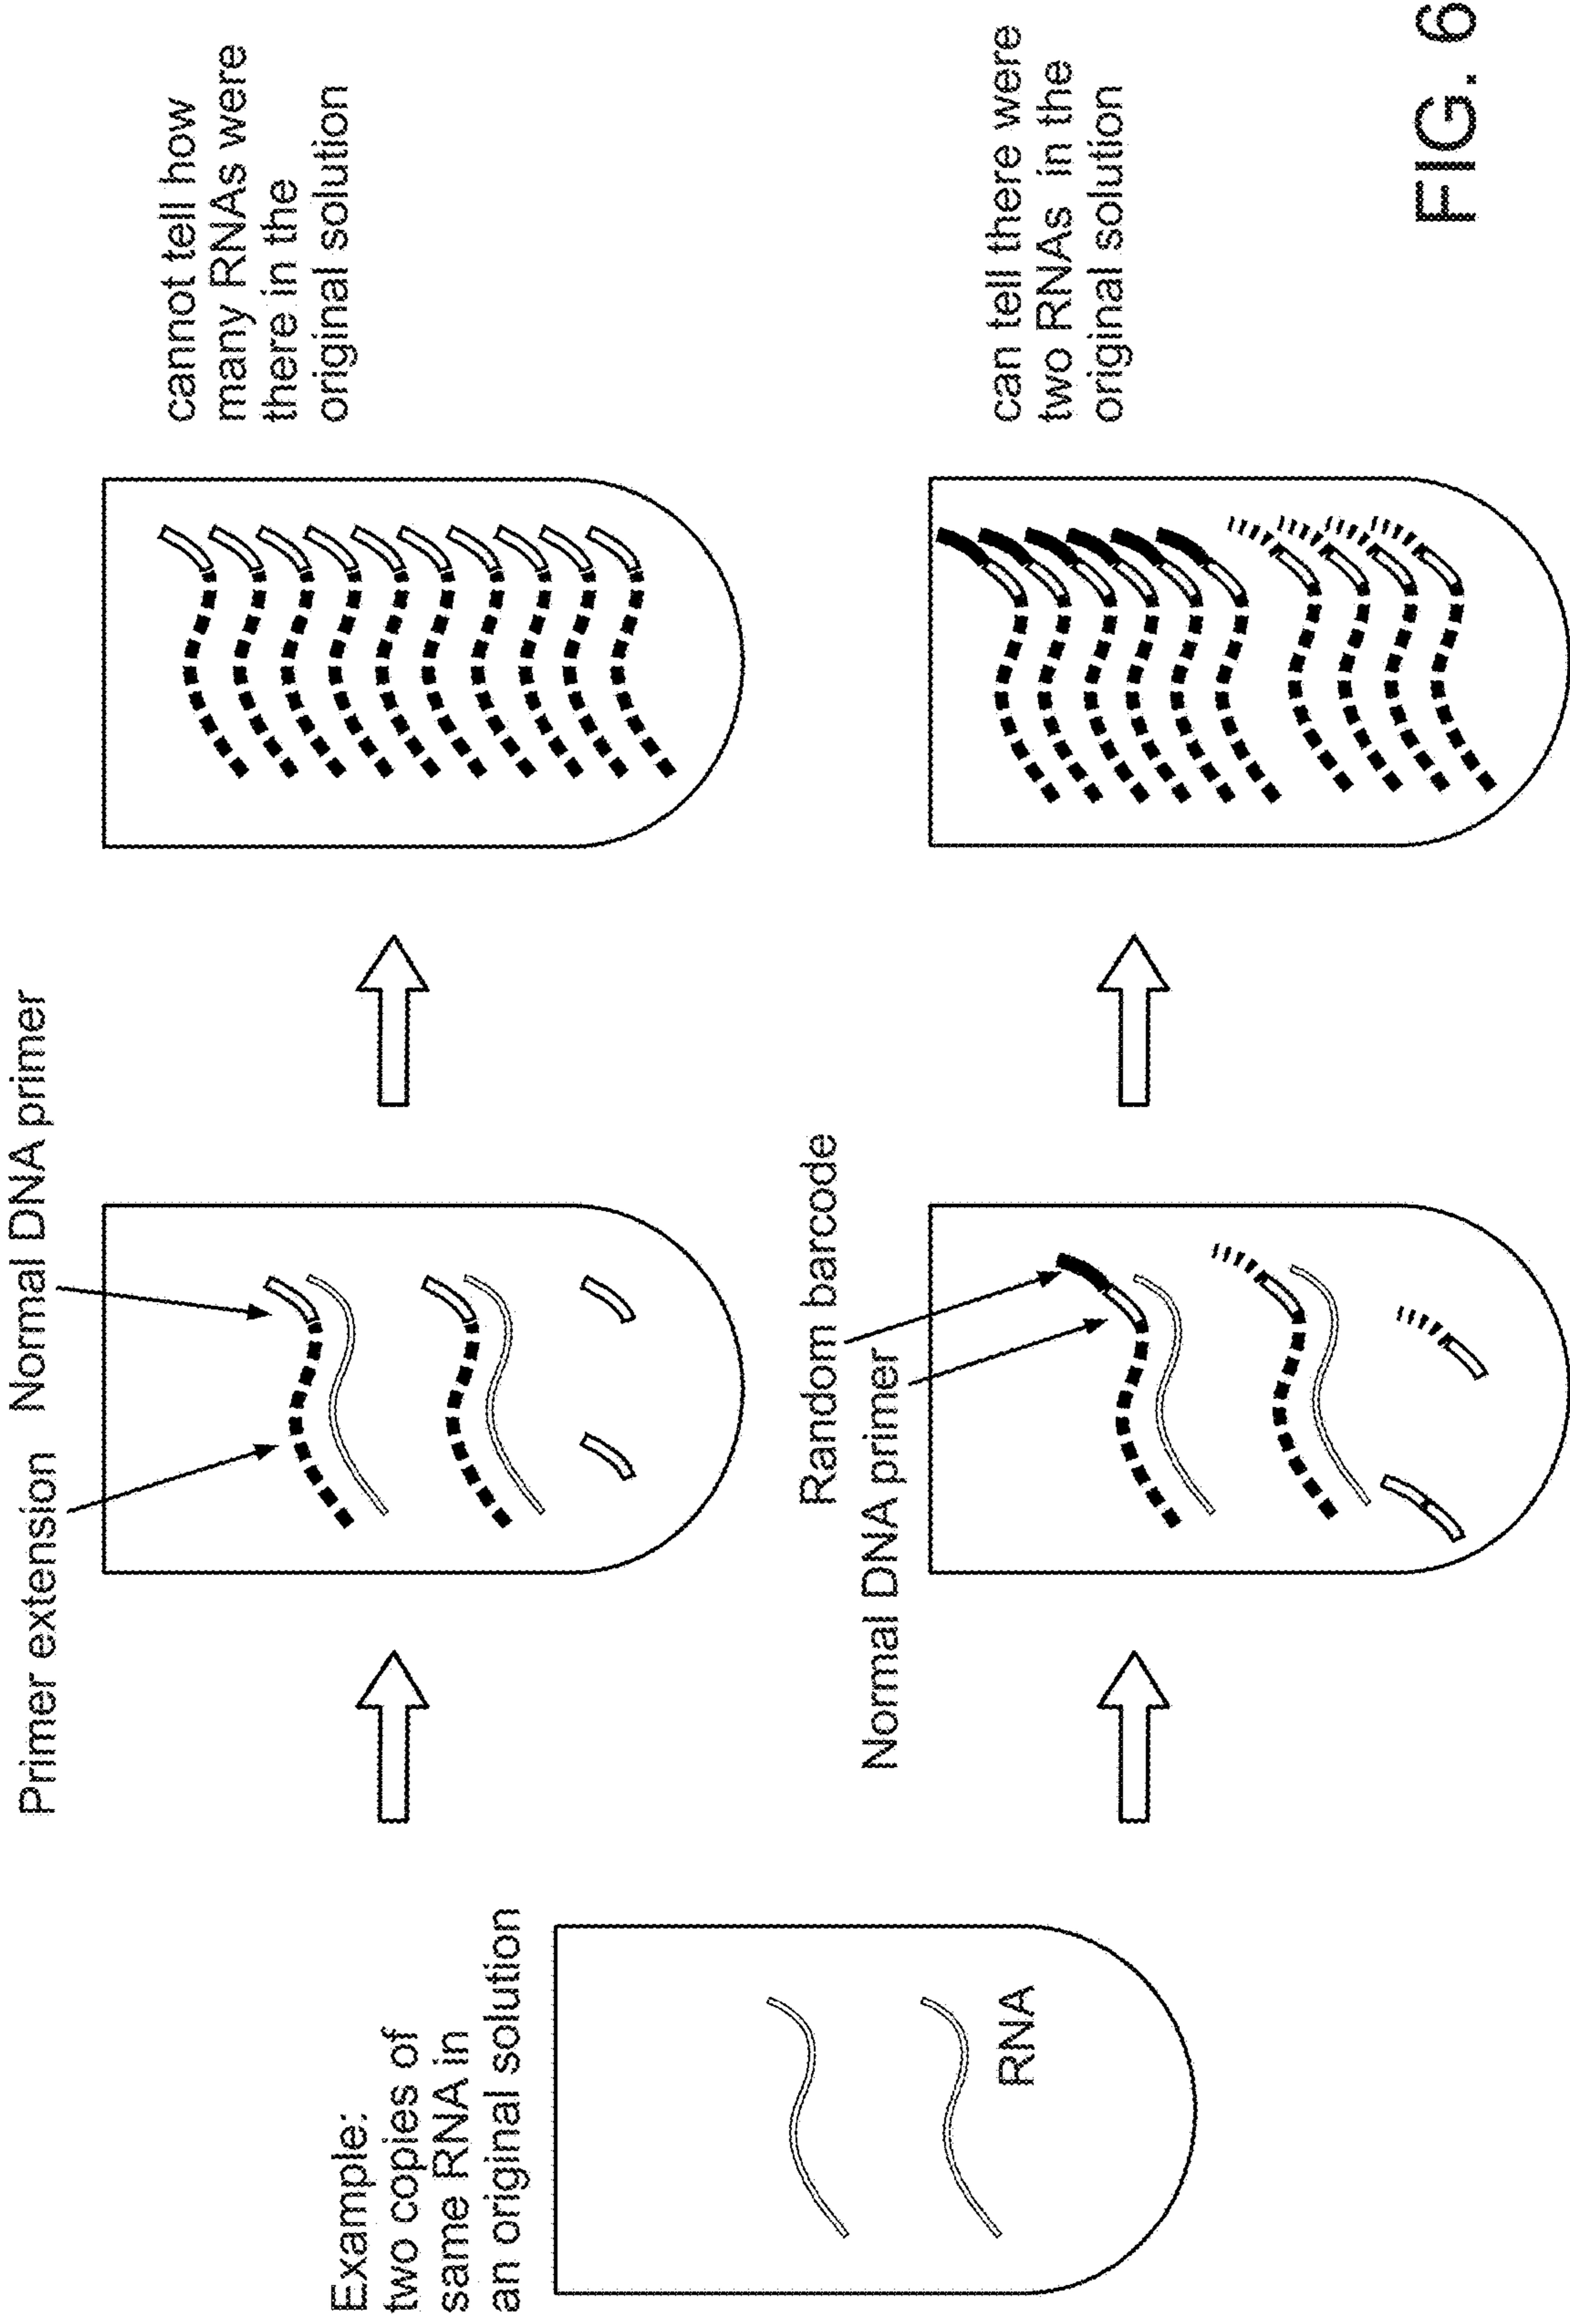 Example:
two copies of
same RNA in
an original solution
RNA
Primer extension
Normal DNA primer
cannot tell how
many RNAs were
there in the
original solution
Random barcode
Normal DNA primer
can tell there were
two RNAs in the
original solution
FIG. 6